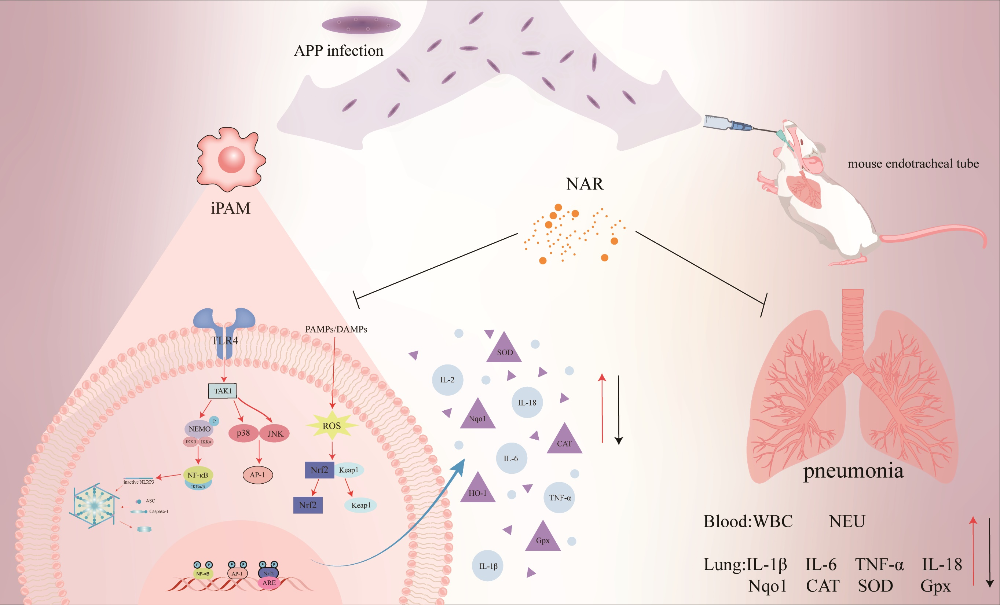 APP infection
mouse endotracheal tube
NAR
iPAM
PAMPs/DAMPs
TLR4
SOD
IL-2
TAK1
IL-18
Nqo1
P
NEMO
ROS
p38
JNK
IKKβ
IKKα
CAT
IL-6
Nrf2
Keap1
NF-κB
AP-1
pneumonia
inactive NLRP3
IKBα/β
HO-1
TNF-α
ASC
Nrf2
Keap1
Caspase-1
Blood:WBC NEU
Gpx
P P P P P P
IL-1β
Lung:IL-1β IL-6 TNF-α IL-18
NF-κB
AP-1
Nrf2
ARE
Nqo1 CAT SOD Gpx